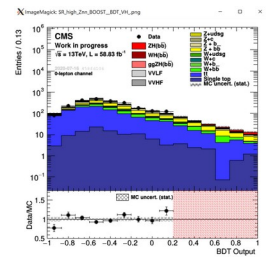 ImageMagick: SR_high_Znn_BOOST_BDT_VH_.png
Entries / 0.13
CMS
Work in progress
√s = 13TeV, L = 58.83 fb⁻¹
0-lepton channel
Data
ZH(bb̄)
WH(bb̄)
ggZH(bb̄)
VVLF
VVHF
Z+udsg
Z+c
Z+b
Z+bb
W+udsg
W+c
W+b
W+bb
tt
Single top
MC uncert. (stat.)
10⁶
10⁵
10⁴
10³
10²
10
1
10⁻¹
Data/MC
MC uncert. (stat.)
1.5
1
0.5
-1 -0.8 -0.6 -0.4 -0.2 0 0.2 0.4 0.6 0.8 1
BDT Output